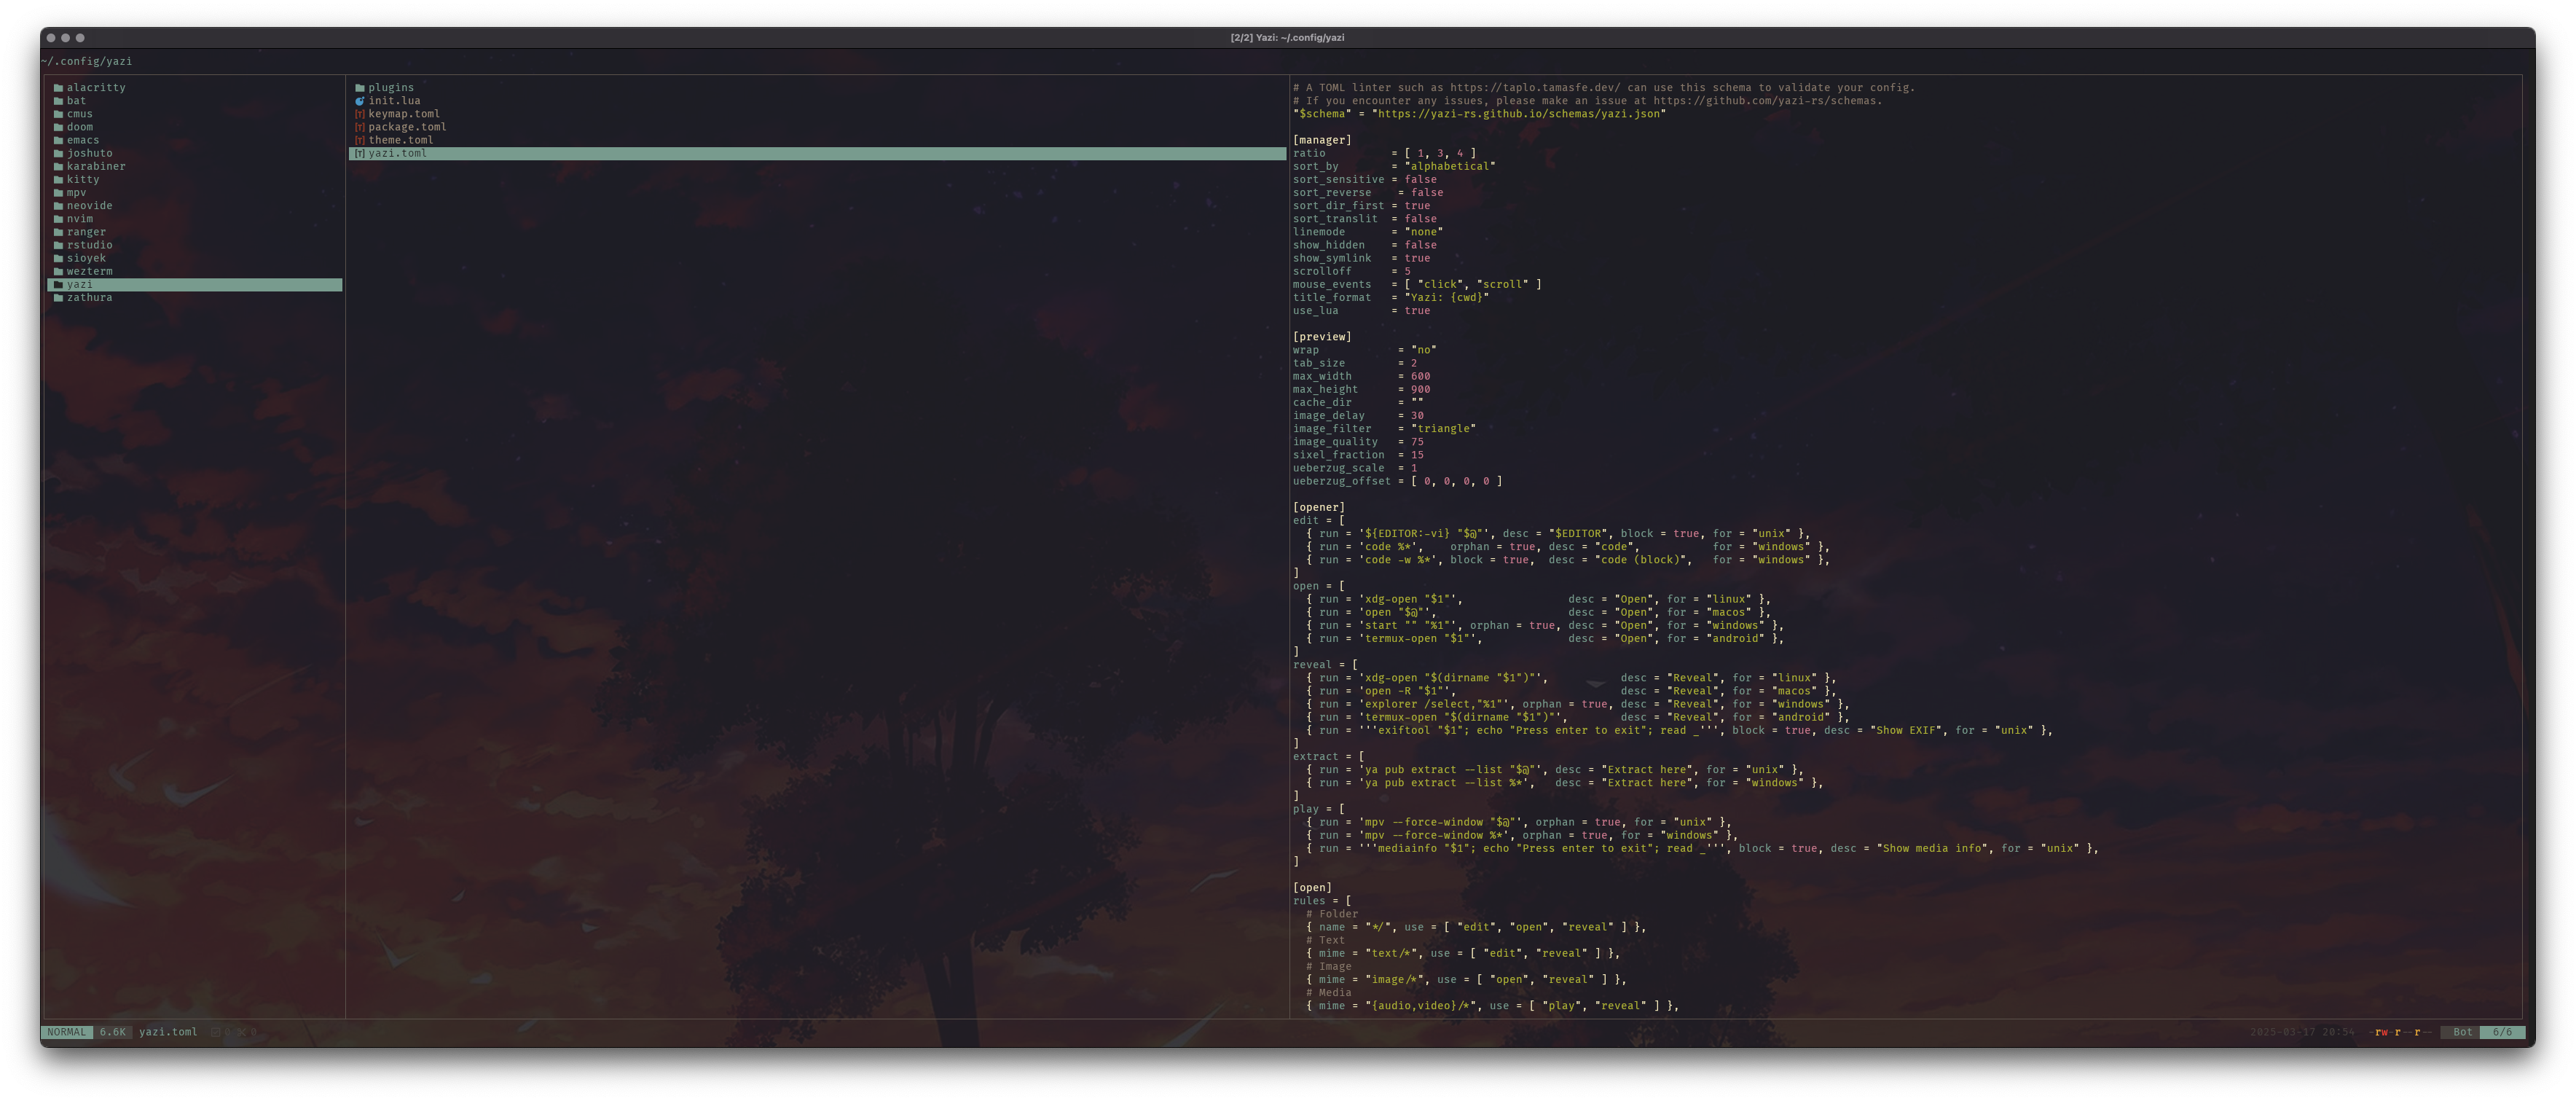 [2/2] Yazi: ~/.config/yazi
~/.config/yazi
alacritty
bat
cmus
doom
emacs
joshuto
karabiner
kitty
mpv
neovide
nvim
ranger
rstudio
sioyek
wezterm
yazi
zathura
plugins
init.lua
keymap.toml
package.toml
theme.toml
yazi.toml
# A TOML linter such as https://taplo.tamasfe.dev/ can use this schema to validate your config.
# If you encounter any issues, please make an issue at https://github.com/yazi-rs/schemas.
"$schema" = "https://yazi-rs.github.io/schemas/yazi.json"
[manager]
ratio          = [ 1, 3, 4 ]
sort_by        = "alphabetical"
sort_sensitive = false
sort_reverse    = false
sort_dir_first = true
sort_translit  = false
linemode       = "none"
show_hidden    = false
show_symlink   = true
scrolloff      = 5
mouse_events   = [ "click", "scroll" ]
title_format   = "Yazi: {cwd}"
use_lua        = true
[preview]
wrap            = "no"
tab_size        = 2
max_width       = 600
max_height      = 900
cache_dir       = ""
image_delay     = 30
image_filter    = "triangle"
image_quality   = 75
sixel_fraction  = 15
ueberzug_scale  = 1
ueberzug_offset = [ 0, 0, 0, 0 ]
[opener]
edit = [
  { run = '${EDITOR:-vi} "$@"', desc = "$EDITOR", block = true, for = "unix" },
  { run = 'code %*',    orphan = true, desc = "code",           for = "windows" },
  { run = 'code -w %*', block = true,  desc = "code (block)",   for = "windows" },
]
open = [
  { run = 'xdg-open "$1"',                desc = "Open", for = "linux" },
  { run = 'open "$@"',                    desc = "Open", for = "macos" },
  { run = 'start "" "%1"', orphan = true, desc = "Open", for = "windows" },
  { run = 'termux-open "$1"',             desc = "Open", for = "android" },
]
reveal = [
  { run = 'xdg-open "$(dirname "$1")"',           desc = "Reveal", for = "linux" },
  { run = 'open -R "$1"',                         desc = "Reveal", for = "macos" },
  { run = 'explorer /select,"%1"', orphan = true, desc = "Reveal", for = "windows" },
  { run = 'termux-open "$(dirname "$1")"',        desc = "Reveal", for = "android" },
  { run = '''exiftool "$1"; echo "Press enter to exit"; read _''', block = true, desc = "Show EXIF", for = "unix" },
]
extract = [
  { run = 'ya pub extract --list "$@"', desc = "Extract here", for = "unix" },
  { run = 'ya pub extract --list %*',   desc = "Extract here", for = "windows" },
]
play = [
  { run = 'mpv --force-window "$@"', orphan = true, for = "unix" },
  { run = 'mpv --force-window %*', orphan = true, for = "windows" },
  { run = '''mediainfo "$1"; echo "Press enter to exit"; read _''', block = true, desc = "Show media info", for = "unix" },
]
[open]
rules = [
  # Folder
  { name = "*/", use = [ "edit", "open", "reveal" ] },
  # Text
  { mime = "text/*", use = [ "edit", "reveal" ] },
  # Image
  { mime = "image/*", use = [ "open", "reveal" ] },
  # Media
  { mime = "{audio,video}/*", use = [ "play", "reveal" ] },
NORMAL 6.6K yazi.toml
2025-03-17 20:54 -rw-r--r-- Bot 6/6